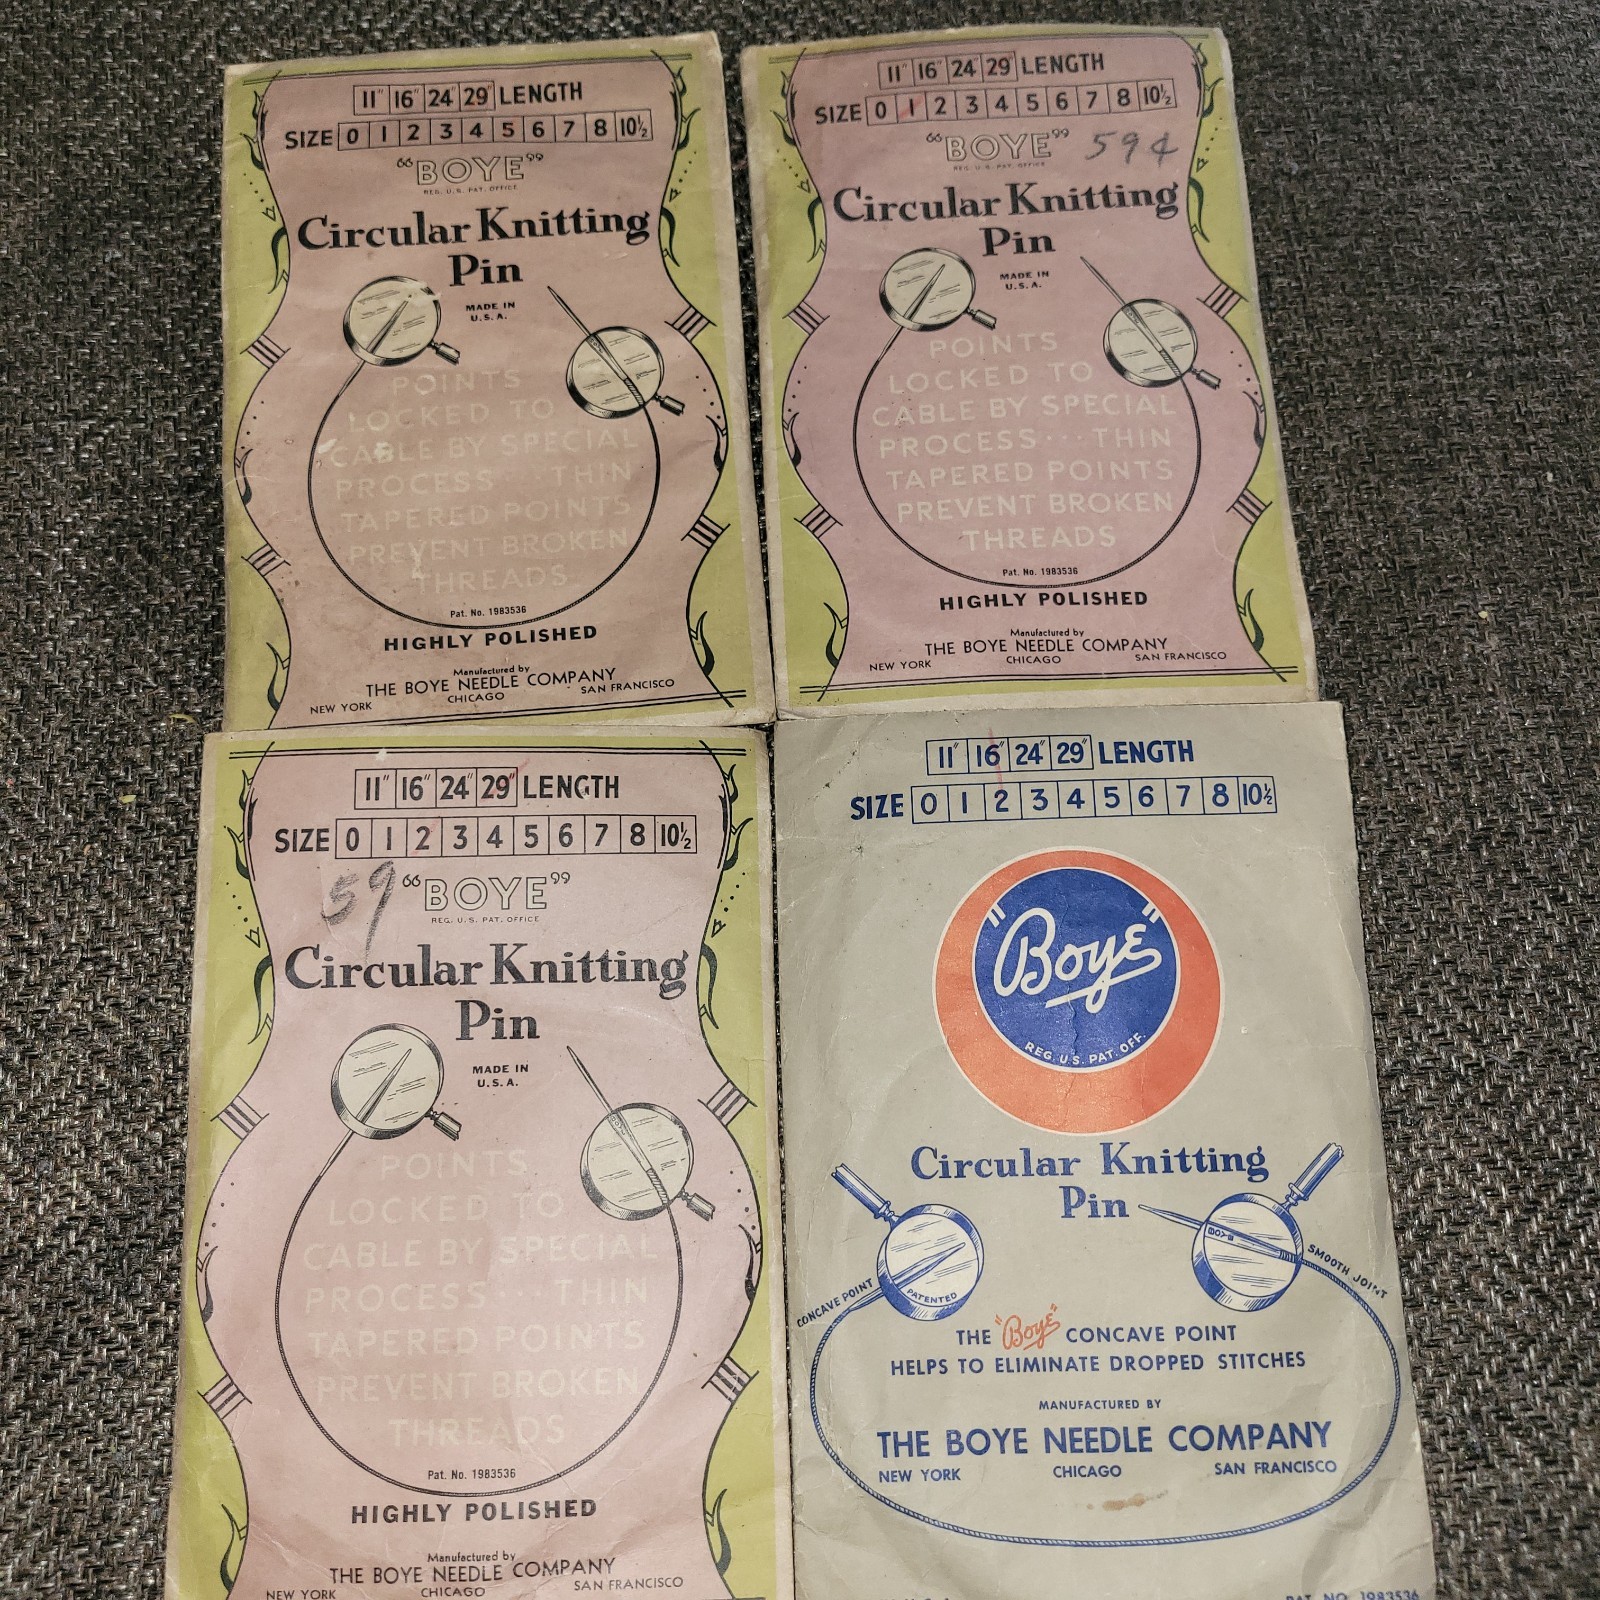 11" 16" 24" 29" LENGTH
SIZE 0 1 2 3 4 5 6 7 8 10½
"BOYE"
REG. U.S. PAT. OFFICE
Circular Knitting
Pin
MADE IN
U.S.A.
POINTS
LOCKED TO
CABLE BY SPECIAL
PROCESS THIN
TAPERED POINTS
PREVENT BROKEN
THREADS
Pat. No. 1983536
HIGHLY POLISHED
Manufactured by
THE BOYE NEEDLE COMPANY
NEW YORK CHICAGO SAN FRANCISCO
11" 16" 24" 29" LENGTH
SIZE 0 1 2 3 4 5 6 7 8 10½
"BOYE" 59¢
REG. U.S. PAT. OFFICE
Circular Knitting
Pin
MADE IN
U.S.A.
POINTS
LOCKED TO
CABLE BY SPECIAL
PROCESS... THIN
TAPERED POINTS
PREVENT BROKEN
THREADS
Pat. No. 1983536
HIGHLY POLISHED
Manufactured by
THE BOYE NEEDLE COMPANY
NEW YORK CHICAGO SAN FRANCISCO
11" 16" 24" 29" LENGTH
SIZE 0 1 2 3 4 5 6 7 8 10½
59 "BOYE"
REG. U.S. PAT. OFFICE
Circular Knitting
Pin
MADE IN
U.S.A.
POINTS
LOCKED TO
CABLE BY SPECIAL
PROCESS THIN
TAPERED POINTS
PREVENT BROKEN
THREADS
Pat. No. 1983536
HIGHLY POLISHED
Manufactured by
THE BOYE NEEDLE COMPANY
NEW YORK CHICAGO SAN FRANCISCO
11" 16" 24" 29" LENGTH
SIZE 0 1 2 3 4 5 6 7 8 10½
"Boye"
REG. U.S. PAT. OFF.
Circular Knitting
Pin
BOYE
SMOOTH JOINT
CONCAVE POINT
PATENTED
THE "Boye" CONCAVE POINT
HELPS TO ELIMINATE DROPPED STITCHES
MANUFACTURED BY
THE BOYE NEEDLE COMPANY
NEW YORK CHICAGO SAN FRANCISCO
PAT. NO. 1983536